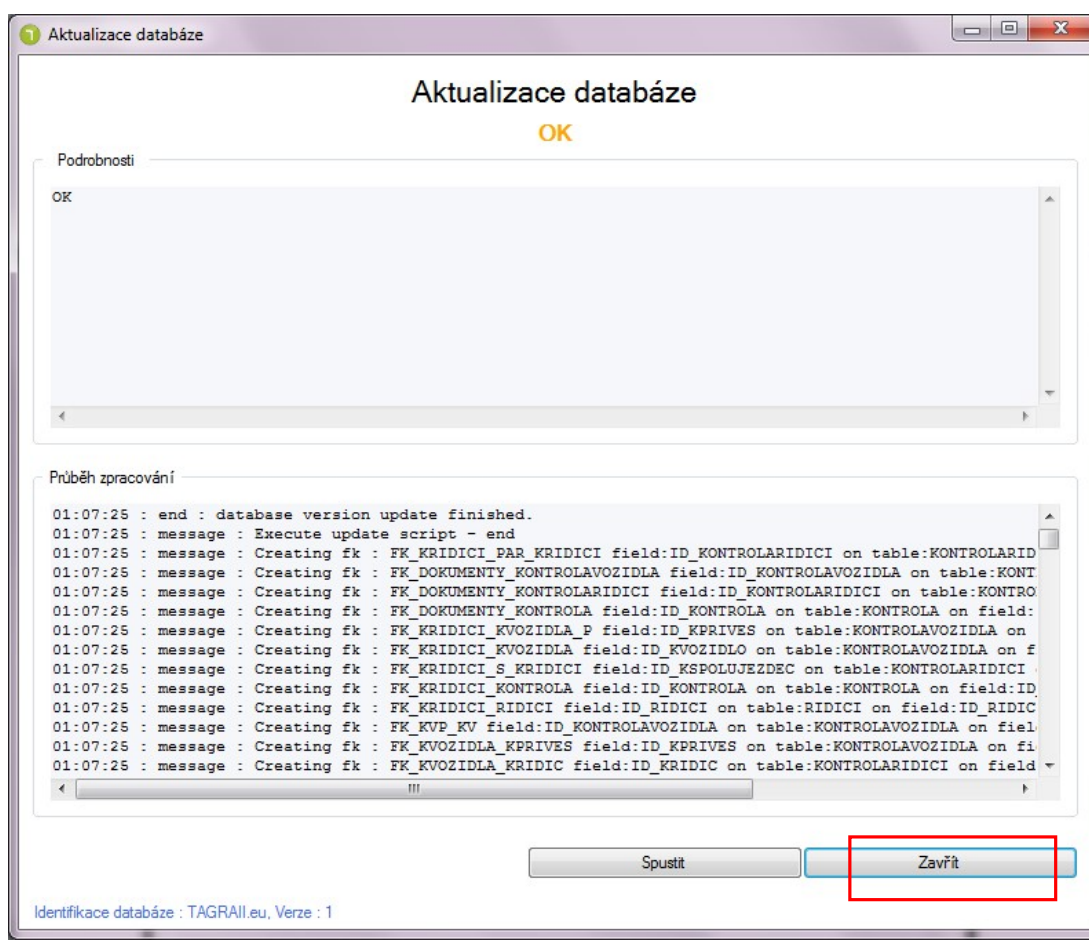 Aktualizace databáze
Aktualizace databáze
OK
Podrobnosti
OK
Průběh zpracování
01:07:25 : end : database version update finished.
01:07:25 : message : Execute update script - end
01:07:25 : message : Creating fk : FK_KRIDICI_PAR_KRIDICI field:ID_KONTROLARIDICI on table:KONTROLARID
01:07:25 : message : Creating fk : FK_DOKUMENTY_KONTROLAVOZIDLA field:ID_KONTROLAVOZIDLA on table:KONT
01:07:25 : message : Creating fk : FK_DOKUMENTY_KONTROLARIDICI field:ID_KONTROLARIDICI on table:KONTRO
01:07:25 : message : Creating fk : FK_DOKUMENTY_KONTROLA field:ID_KONTROLA on table:KONTROLA on field:
01:07:25 : message : Creating fk : FK_KRIDICI_KVOZIDLA_P field:ID_KPRIVES on table:KONTROLAVOZIDLA on
01:07:25 : message : Creating fk : FK_KRIDICI_KVOZIDLA field:ID_KVOZIDLO on table:KONTROLAVOZIDLA on f
01:07:25 : message : Creating fk : FK_KRIDICI_S_KRIDICI field:ID_KSPOLUJEZDEC on table:KONTROLARIDICI
01:07:25 : message : Creating fk : FK_KRIDICI_KONTROLA field:ID_KONTROLA on table:KONTROLA on field:ID
01:07:25 : message : Creating fk : FK_KRIDICI_RIDICI field:ID_RIDICI on table:RIDICI on field:ID_RIDIC
01:07:25 : message : Creating fk : FK_KVP_KV field:ID_KONTROLAVOZIDLA on table:KONTROLAVOZIDLA on fiel
01:07:25 : message : Creating fk : FK_KVOZIDLA_KPRIVES field:ID_KPRIVES on table:KONTROLAVOZIDLA on fi
01:07:25 : message : Creating fk : FK_KVOZIDLA_KRIDIC field:ID_KRIDIC on table:KONTROLARIDICI on field
Spustit
Zavřít
Identifikace databáze : TAGRAII.eu, Verze : 1